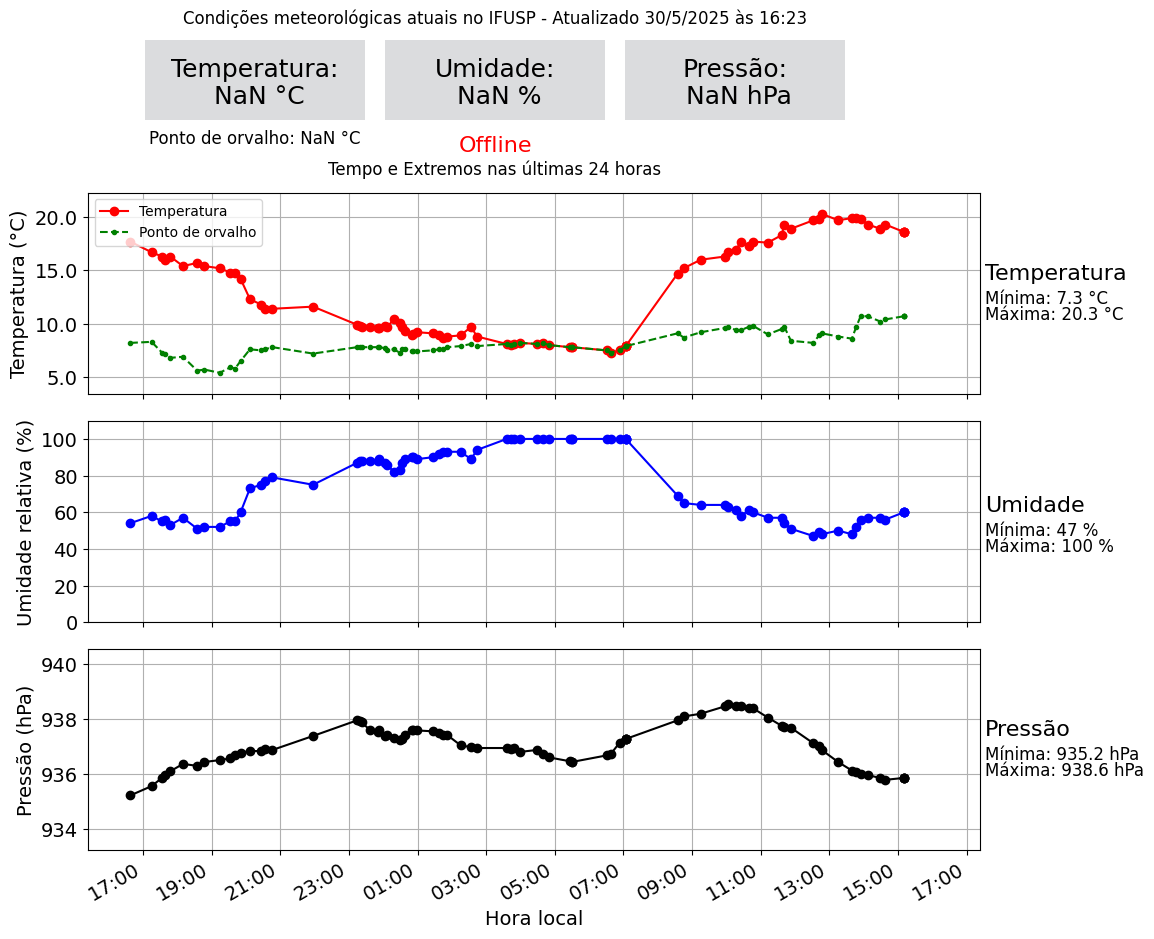 Condições meteorológicas atuais no IFUSP - Atualizado 30/5/2025 às 16:23
Temperatura:
NaN °C
Umidade:
NaN %
Pressão:
NaN hPa
Ponto de orvalho: NaN °C
Offline
Tempo e Extremos nas últimas 24 horas
Temperatura (°C)
20.0
15.0
10.0
5.0
Temperatura
Ponto de orvalho
Temperatura
Mínima: 7.3 °C
Máxima: 20.3 °C
Umidade relativa (%)
100
80
60
40
20
0
Umidade
Mínima: 47 %
Máxima: 100 %
Pressão (hPa)
940
938
936
934
Pressão
Mínima: 935.2 hPa
Máxima: 938.6 hPa
17:00 19:00 21:00 23:00 01:00 03:00 05:00 07:00 09:00 11:00 13:00 15:00 17:00
Hora local